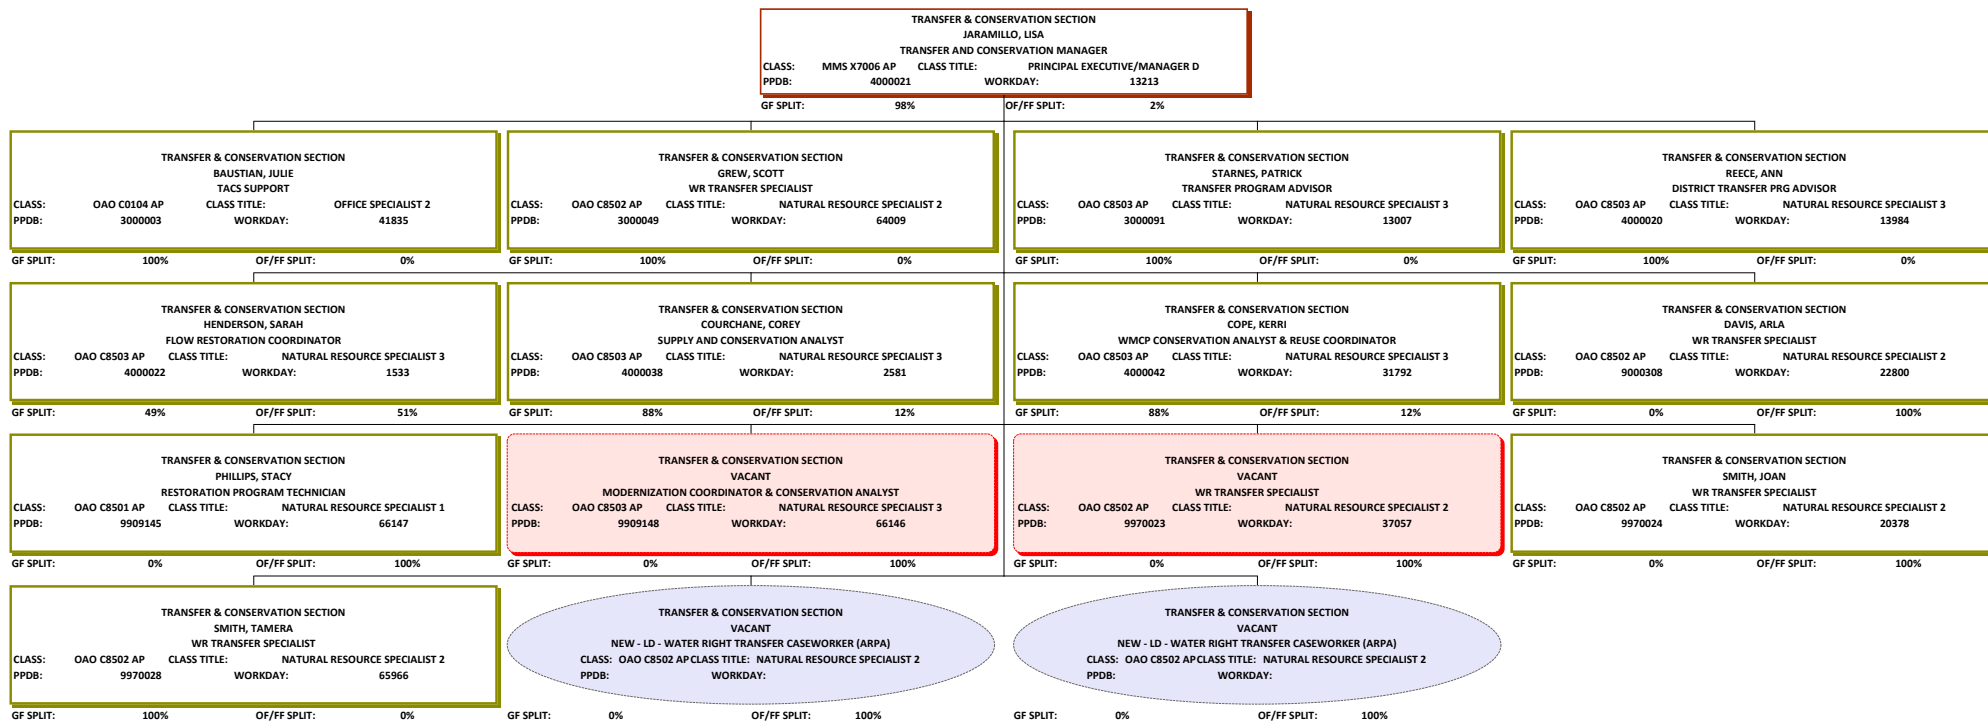 TRANSFER & CONSERVATION SECTION
JARAMILLO, LISA
TRANSFER AND CONSERVATION MANAGER
CLASS: MMS X7006 AP CLASS TITLE: PRINCIPAL EXECUTIVE/MANAGER D
PPDB: 4000021 WORKDAY: 13213
GF SPLIT: 98% OF/FF SPLIT: 2%
TRANSFER & CONSERVATION SECTION
BAUSTIAN, JULIE
TACS SUPPORT
CLASS: OAO C0104 AP CLASS TITLE: OFFICE SPECIALIST 2
PPDB: 3000003 WORKDAY: 41835
GF SPLIT: 100% OF/FF SPLIT: 0%
TRANSFER & CONSERVATION SECTION
GREW, SCOTT
WR TRANSFER SPECIALIST
CLASS: OAO C8502 AP CLASS TITLE: NATURAL RESOURCE SPECIALIST 2
PPDB: 3000049 WORKDAY: 64009
GF SPLIT: 100% OF/FF SPLIT: 0%
TRANSFER & CONSERVATION SECTION
STARNES, PATRICK
TRANSFER PROGRAM ADVISOR
CLASS: OAO C8503 AP CLASS TITLE: NATURAL RESOURCE SPECIALIST 3
PPDB: 3000091 WORKDAY: 13007
GF SPLIT: 100% OF/FF SPLIT: 0%
TRANSFER & CONSERVATION SECTION
REECE, ANN
DISTRICT TRANSFER PRG ADVISOR
CLASS: OAO C8503 AP CLASS TITLE: NATURAL RESOURCE SPECIALIST 3
PPDB: 4000020 WORKDAY: 13984
GF SPLIT: 100% OF/FF SPLIT: 0%
TRANSFER & CONSERVATION SECTION
HENDERSON, SARAH
FLOW RESTORATION COORDINATOR
CLASS: OAO C8503 AP CLASS TITLE: NATURAL RESOURCE SPECIALIST 3
PPDB: 4000022 WORKDAY: 1533
GF SPLIT: 49% OF/FF SPLIT: 51%
TRANSFER & CONSERVATION SECTION
COURCHANE, COREY
SUPPLY AND CONSERVATION ANALYST
CLASS: OAO C8503 AP CLASS TITLE: NATURAL RESOURCE SPECIALIST 3
PPDB: 4000038 WORKDAY: 2581
GF SPLIT: 88% OF/FF SPLIT: 12%
TRANSFER & CONSERVATION SECTION
COPE, KERRI
WMCP CONSERVATION ANALYST & REUSE COORDINATOR
CLASS: OAO C8503 AP CLASS TITLE: NATURAL RESOURCE SPECIALIST 3
PPDB: 4000042 WORKDAY: 31792
GF SPLIT: 88% OF/FF SPLIT: 12%
TRANSFER & CONSERVATION SECTION
DAVIS, ARLA
WR TRANSFER SPECIALIST
CLASS: OAO C8502 AP CLASS TITLE: NATURAL RESOURCE SPECIALIST 2
PPDB: 9000308 WORKDAY: 22800
GF SPLIT: 0% OF/FF SPLIT: 100%
TRANSFER & CONSERVATION SECTION
PHILLIPS, STACY
RESTORATION PROGRAM TECHNICIAN
CLASS: OAO C8501 AP CLASS TITLE: NATURAL RESOURCE SPECIALIST 1
PPDB: 9909145 WORKDAY: 66147
GF SPLIT: 0% OF/FF SPLIT: 100%
TRANSFER & CONSERVATION SECTION
VACANT
MODERNIZATION COORDINATOR & CONSERVATION ANALYST
CLASS: OAO C8503 AP CLASS TITLE: NATURAL RESOURCE SPECIALIST 3
PPDB: 9909148 WORKDAY: 66146
GF SPLIT: 0% OF/FF SPLIT: 100%
TRANSFER & CONSERVATION SECTION
VACANT
WR TRANSFER SPECIALIST
CLASS: OAO C8502 AP CLASS TITLE: NATURAL RESOURCE SPECIALIST 2
PPDB: 9970023 WORKDAY: 37057
GF SPLIT: 0% OF/FF SPLIT: 100%
TRANSFER & CONSERVATION SECTION
SMITH, JOAN
WR TRANSFER SPECIALIST
CLASS: OAO C8502 AP CLASS TITLE: NATURAL RESOURCE SPECIALIST 2
PPDB: 9970024 WORKDAY: 20378
GF SPLIT: 0% OF/FF SPLIT: 100%
TRANSFER & CONSERVATION SECTION
SMITH, TAMERA
WR TRANSFER SPECIALIST
CLASS: OAO C8502 AP CLASS TITLE: NATURAL RESOURCE SPECIALIST 2
PPDB: 9970028 WORKDAY: 65966
GF SPLIT: 100% OF/FF SPLIT: 0%
TRANSFER & CONSERVATION SECTION
VACANT
NEW - LD - WATER RIGHT TRANSFER CASEWORKER (ARPA)
CLASS: OAO C8502 AP CLASS TITLE: NATURAL RESOURCE SPECIALIST 2
PPDB: WORKDAY:
GF SPLIT: 0% OF/FF SPLIT: 100%
TRANSFER & CONSERVATION SECTION
VACANT
NEW - LD - WATER RIGHT TRANSFER CASEWORKER (ARPA)
CLASS: OAO C8502 AP CLASS TITLE: NATURAL RESOURCE SPECIALIST 2
PPDB: WORKDAY:
GF SPLIT: 0% OF/FF SPLIT: 100%